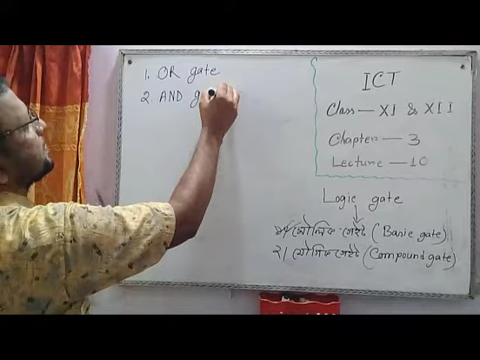 1. OR gate
2. AND g
ICT
Class — XI & XII
Chapter — 3
Lecture — 10
Logic gate
১। মৌলিক গেইট (Basic gate)
২। যৌগিক গেইট (Compound gate)